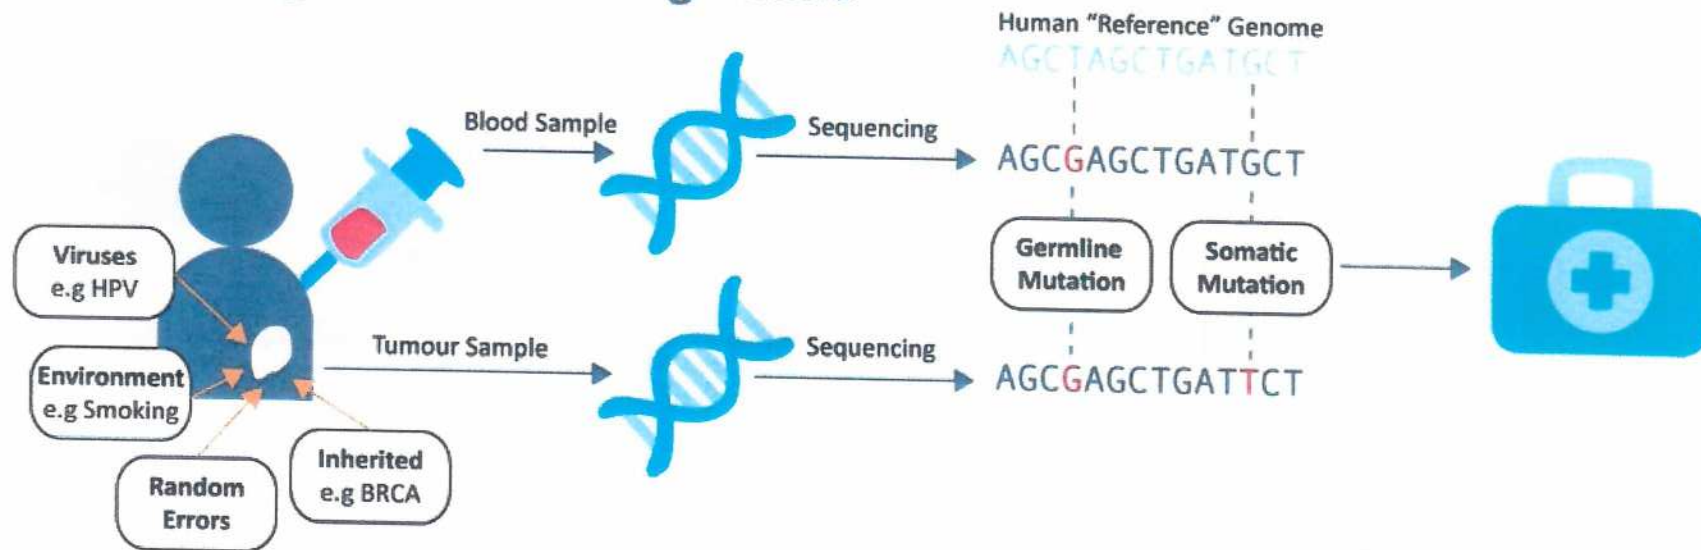 Human "Reference" Genome
AGCTAGCTGATGCT
Blood Sample
Sequencing
AGCGAGCTGATGCT
Viruses
e.g HPV
Germline
Mutation
Somatic
Mutation
Tumour Sample
Sequencing
AGCGAGCTGATTCT
Environment
e.g Smoking
Inherited
e.g BRCA
Random
Errors